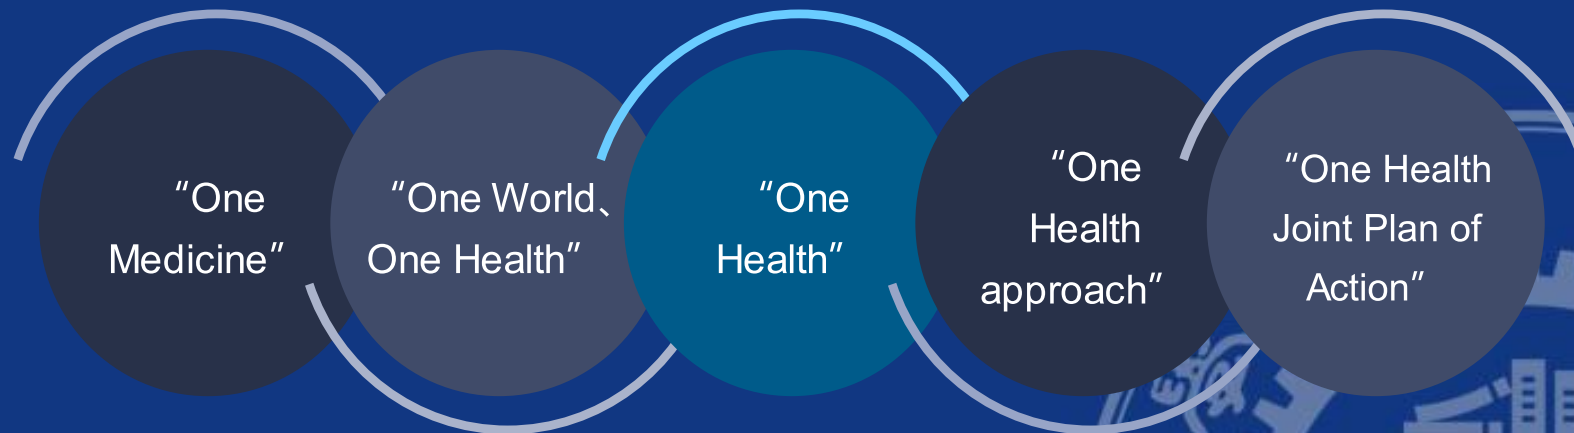 “One
Medicine”
“One World、
One Health”
“One
Health”
“One
Health
approach”
“One Health
Joint Plan of
Action”